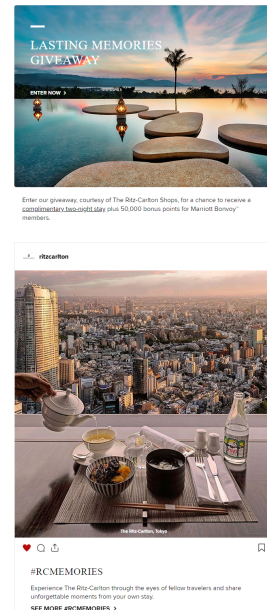 LASTING MEMORIES
GIVEAWAY
ENTER NOW >
Enter our giveaway, courtesy of The Ritz-Carlton Shops, for a chance to receive a
complimentary two-night stay plus 50,000 bonus points for Marriott Bonvoy™
members.
ritzcarlton
The Ritz-Carlton, Tokyo
#RCMEMORIES
Experience The Ritz-Carlton through the eyes of fellow travelers and share
unforgettable moments from your own stay.
SEE MORE #RCMEMORIES >